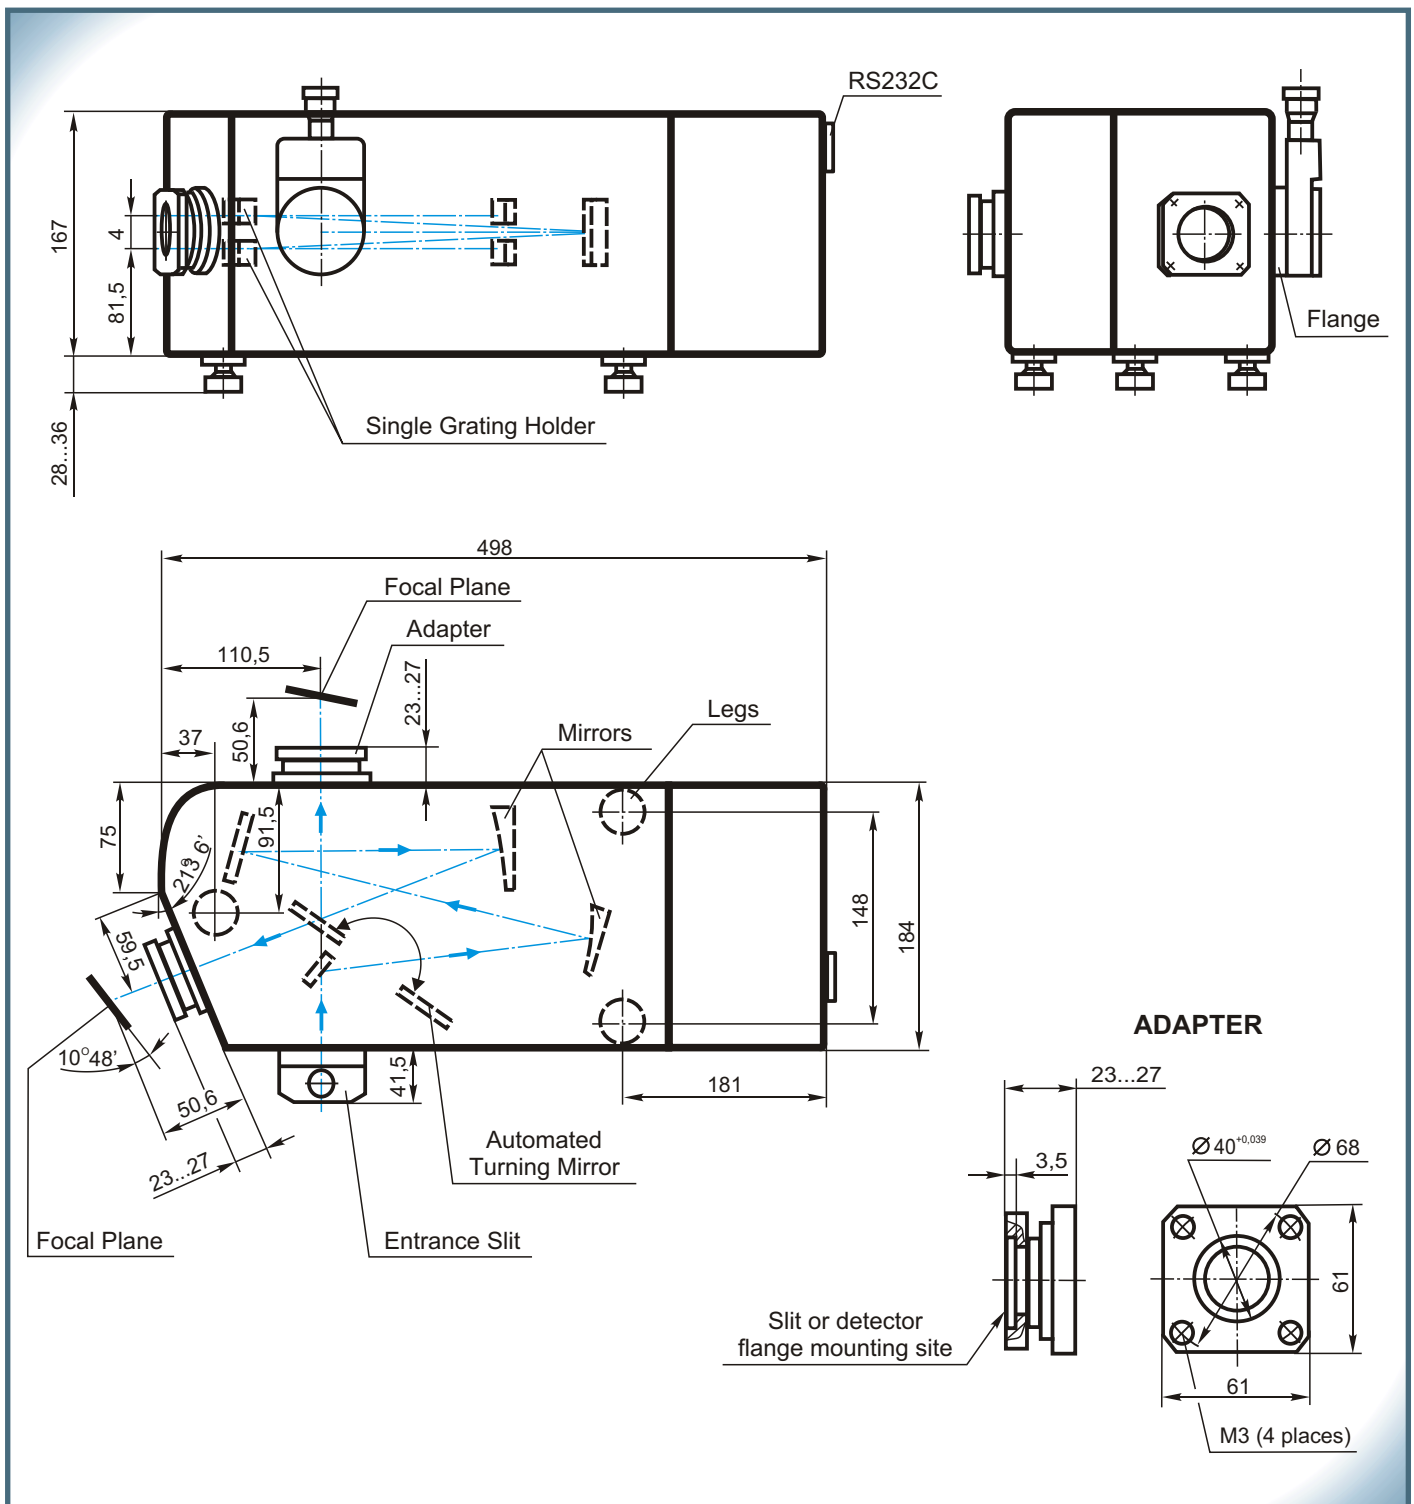 RS232C
167
4
81,5
28...36
Flange
Single Grating Holder
498
Focal Plane
Adapter
110,5
23...27
50,6
37
Legs
Mirrors
75
91,5
21°36’
59,5
148
184
10°48’
50,6
23...27
41,5
181
Automated
Turning Mirror
Focal Plane
Entrance Slit
ADAPTER
23...27
3,5
Ø 40+0,039
Ø 68
61
61
Slit or detector
flange mounting site
M3 (4 places)